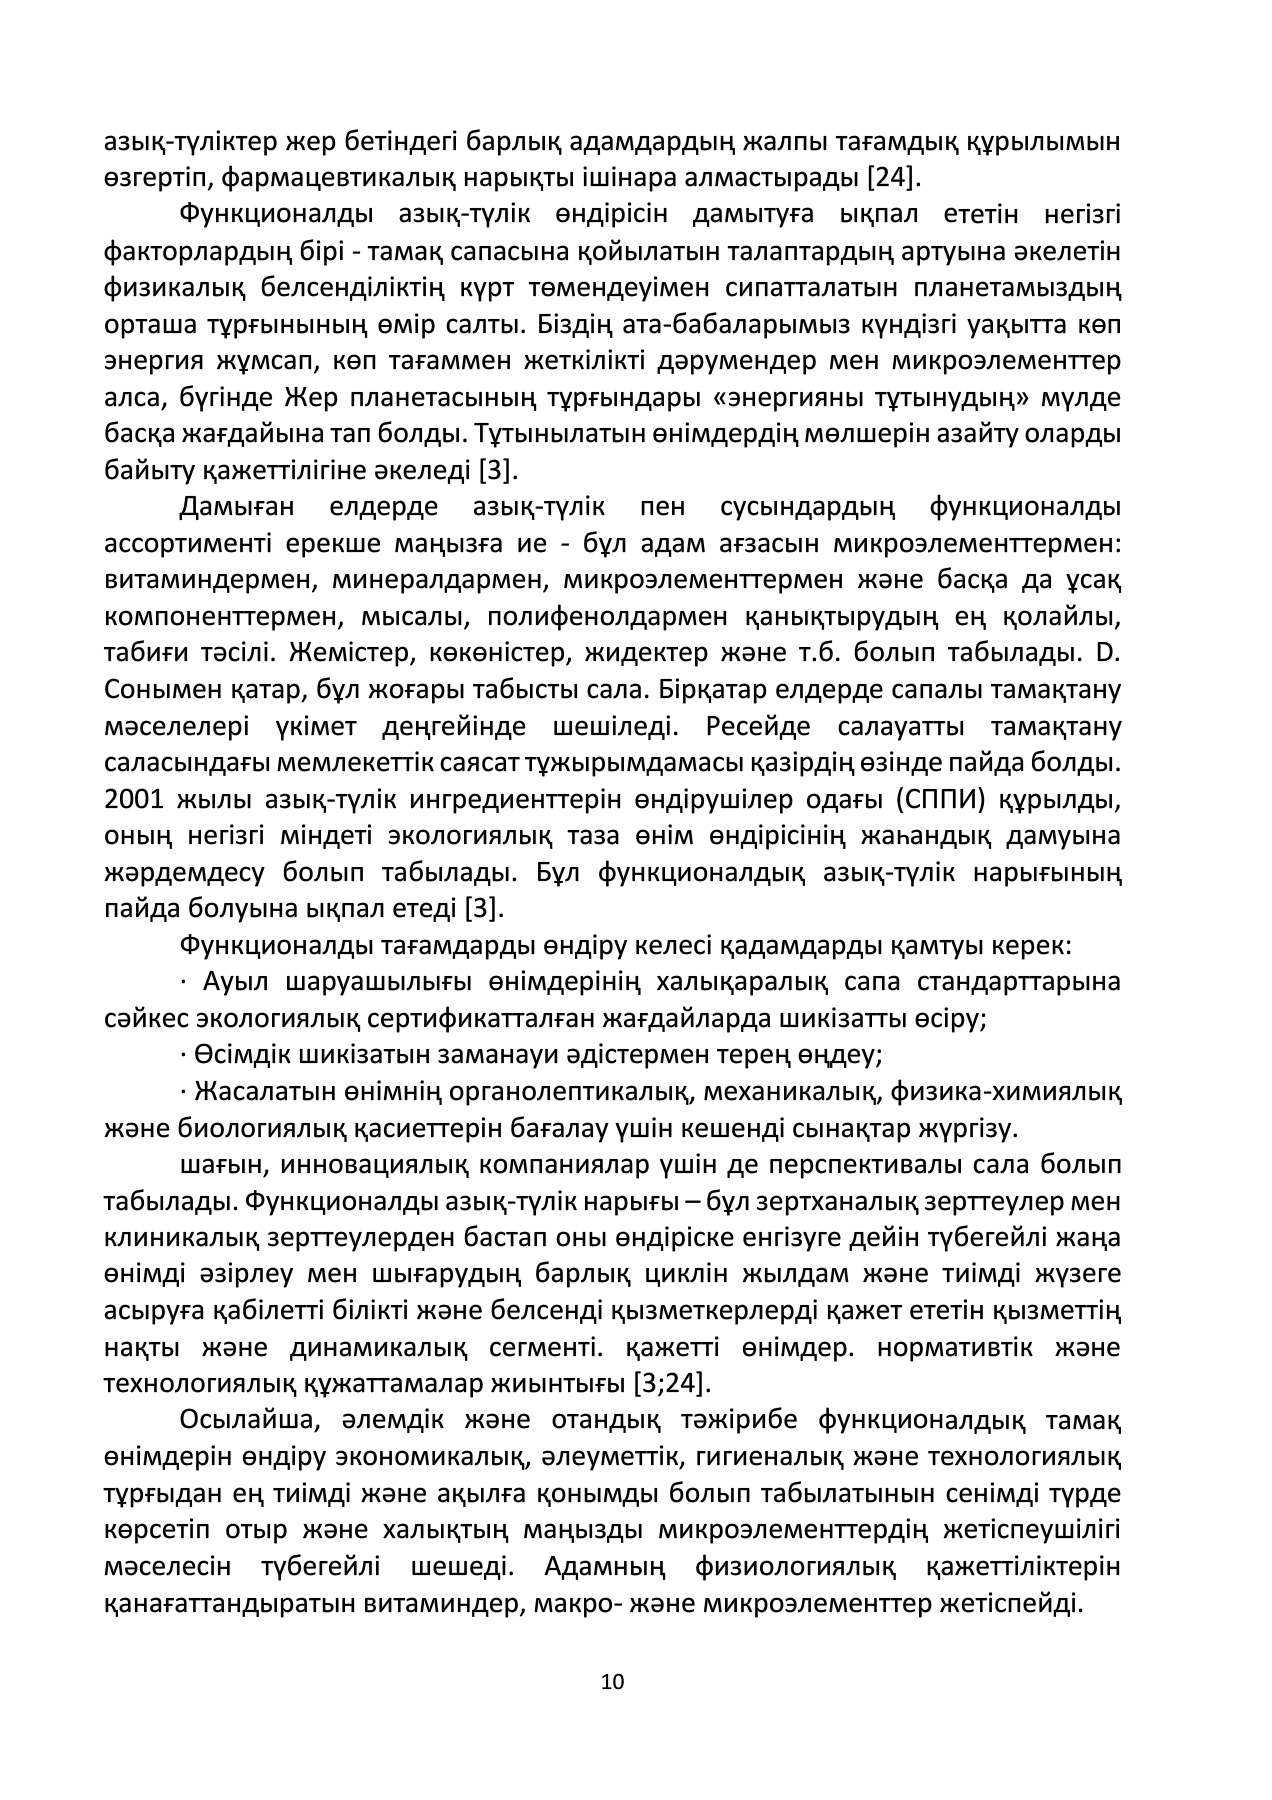 азық-түліктер жер бетіндегі барлық адамдардың жалпы тағамдық құрылымын
өзгертіп, фармацевтикалық нарықты ішінара алмастырады [24].
Функционалды азық-түлік өндірісін дамытуға ықпал ететін негізгі
факторлардың бірі - тамақ сапасына қойылатын талаптардың артуына әкелетін
физикалық белсенділіктің күрт төмендеуімен сипатталатын планетамыздың
орташа тұрғынының өмір салты. Біздің ата-бабаларымыз күндізгі уақытта көп
энергия жұмсап, көп тағаммен жеткілікті дәрумендер мен микроэлементтер
алса, бүгінде Жер планетасының тұрғындары «энергияны тұтынудың» мүлде
басқа жағдайына тап болды. Тұтынылатын өнімдердің мөлшерін азайту оларды
байыту қажеттілігіне әкеледі [3].
Дамыған елдерде азық-түлік пен сусындардың функционалды
ассортименті ерекше маңызға ие - бұл адам ағзасын микроэлементтермен:
витаминдермен, минералдармен, микроэлементтермен және басқа да ұсақ
компоненттермен, мысалы, полифенолдармен қанықтырудың ең қолайлы,
табиғи тәсілі. Жемістер, көкөністер, жидектер және т.б. болып табылады. D.
Сонымен қатар, бұл жоғары табысты сала. Бірқатар елдерде сапалы тамақтану
мәселелері үкімет деңгейінде шешіледі. Ресейде салауатты тамақтану
саласындағы мемлекеттік саясат тұжырымдамасы қазірдің өзінде пайда болды.
2001 жылы азық-түлік ингредиенттерін өндірушілер одағы (СППИ) құрылды,
оның негізгі міндеті экологиялық таза өнім өндірісінің жаһандық дамуына
жәрдемдесу болып табылады. Бұл функционалдық азық-түлік нарығының
пайда болуына ықпал етеді [3].
Функционалды тағамдарды өндіру келесі қадамдарды қамтуы керек:
· Ауыл шаруашылығы өнімдерінің халықаралық сапа стандарттарына
сәйкес экологиялық сертификатталған жағдайларда шикізатты өсіру;
· Өсімдік шикізатын заманауи әдістермен терең өңдеу;
· Жасалатын өнімнің органолептикалық, механикалық, физика-химиялық
және биологиялық қасиеттерін бағалау үшін кешенді сынақтар жүргізу.
шағын, инновациялық компаниялар үшін де перспективалы сала болып
табылады. Функционалды азық-түлік нарығы – бұл зертханалық зерттеулер мен
клиникалық зерттеулерден бастап оны өндіріске енгізуге дейін түбегейлі жаңа
өнімді әзірлеу мен шығарудың барлық циклін жылдам және тиімді жүзеге
асыруға қабілетті білікті және белсенді қызметкерлерді қажет ететін қызметтің
нақты және динамикалық сегменті. қажетті өнімдер. нормативтік және
технологиялық құжаттамалар жиынтығы [3;24].
Осылайша, әлемдік және отандық тәжірибе функционалдық тамақ
өнімдерін өндіру экономикалық, әлеуметтік, гигиеналық және технологиялық
тұрғыдан ең тиімді және ақылға қонымды болып табылатынын сенімді түрде
көрсетіп отыр және халықтың маңызды микроэлементтердің жетіспеушілігі
мәселесін түбегейлі шешеді. Адамның физиологиялық қажеттіліктерін
қанағаттандыратын витаминдер, макро- және микроэлементтер жетіспейді.
10